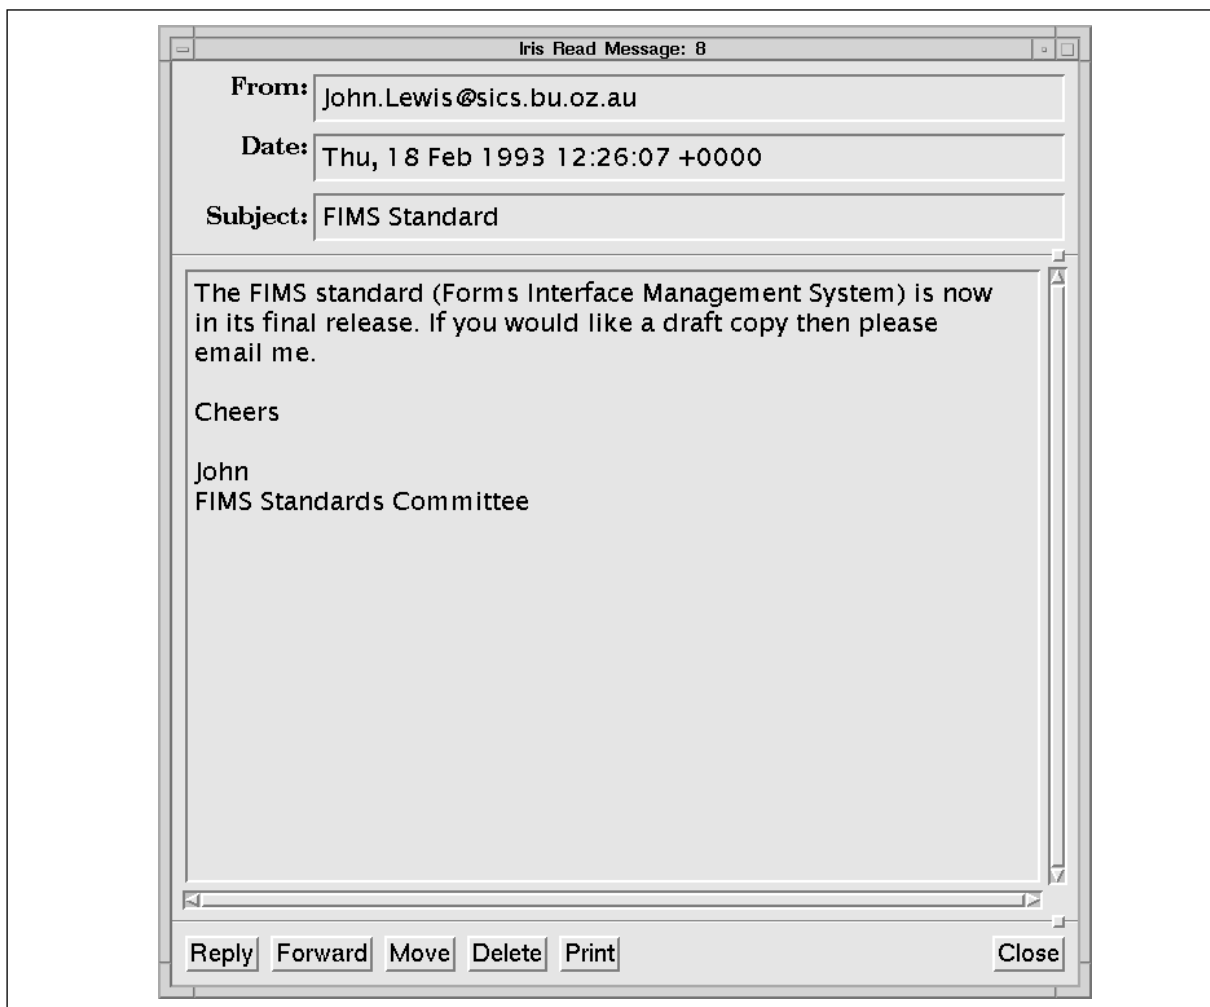 Iris Read Message: 8
From: John.Lewis@sics.bu.oz.au
Date: Thu, 18 Feb 1993 12:26:07 +0000
Subject: FIMS Standard
The FIMS standard (Forms Interface Management System) is now
in its final release. If you would like a draft copy then please
email me.
Cheers
John
FIMS Standards Committee
Reply Forward Move Delete Print Close